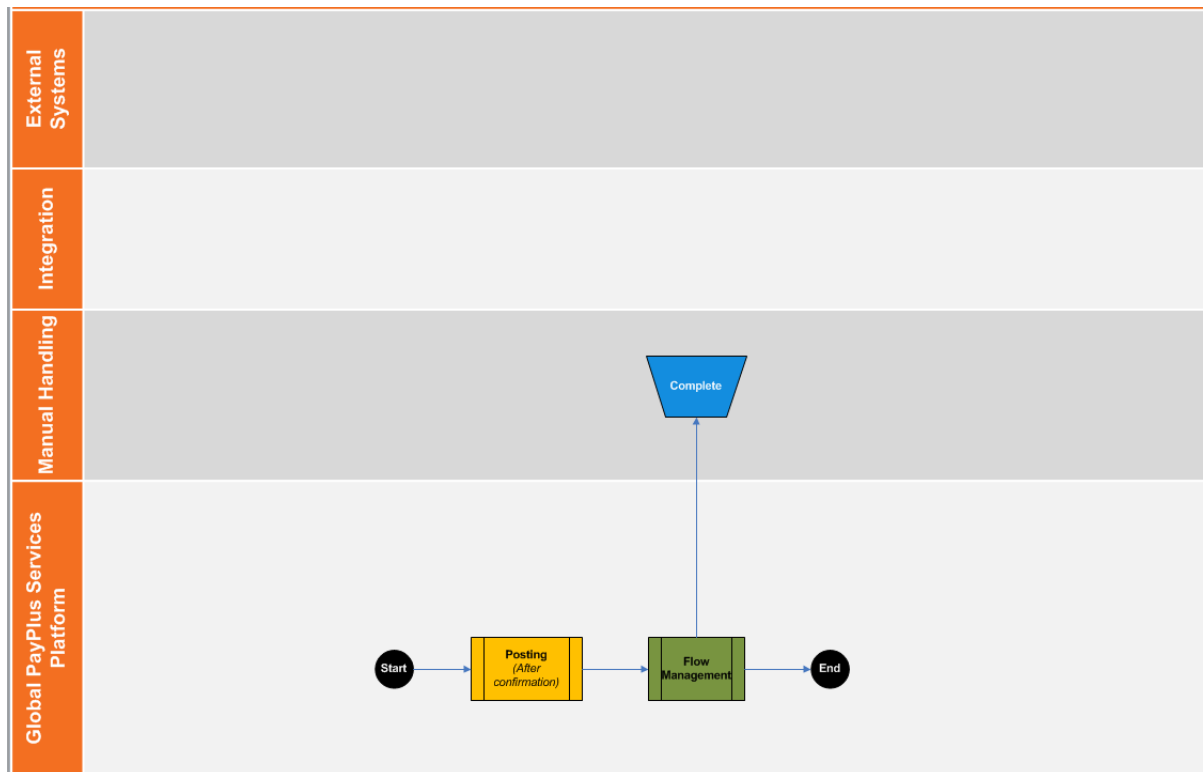 External
Systems
Integration
Manual Handling
Complete
Global PayPlus Services
Platform
Start
Posting
(After
confirmation)
Flow
Management
End